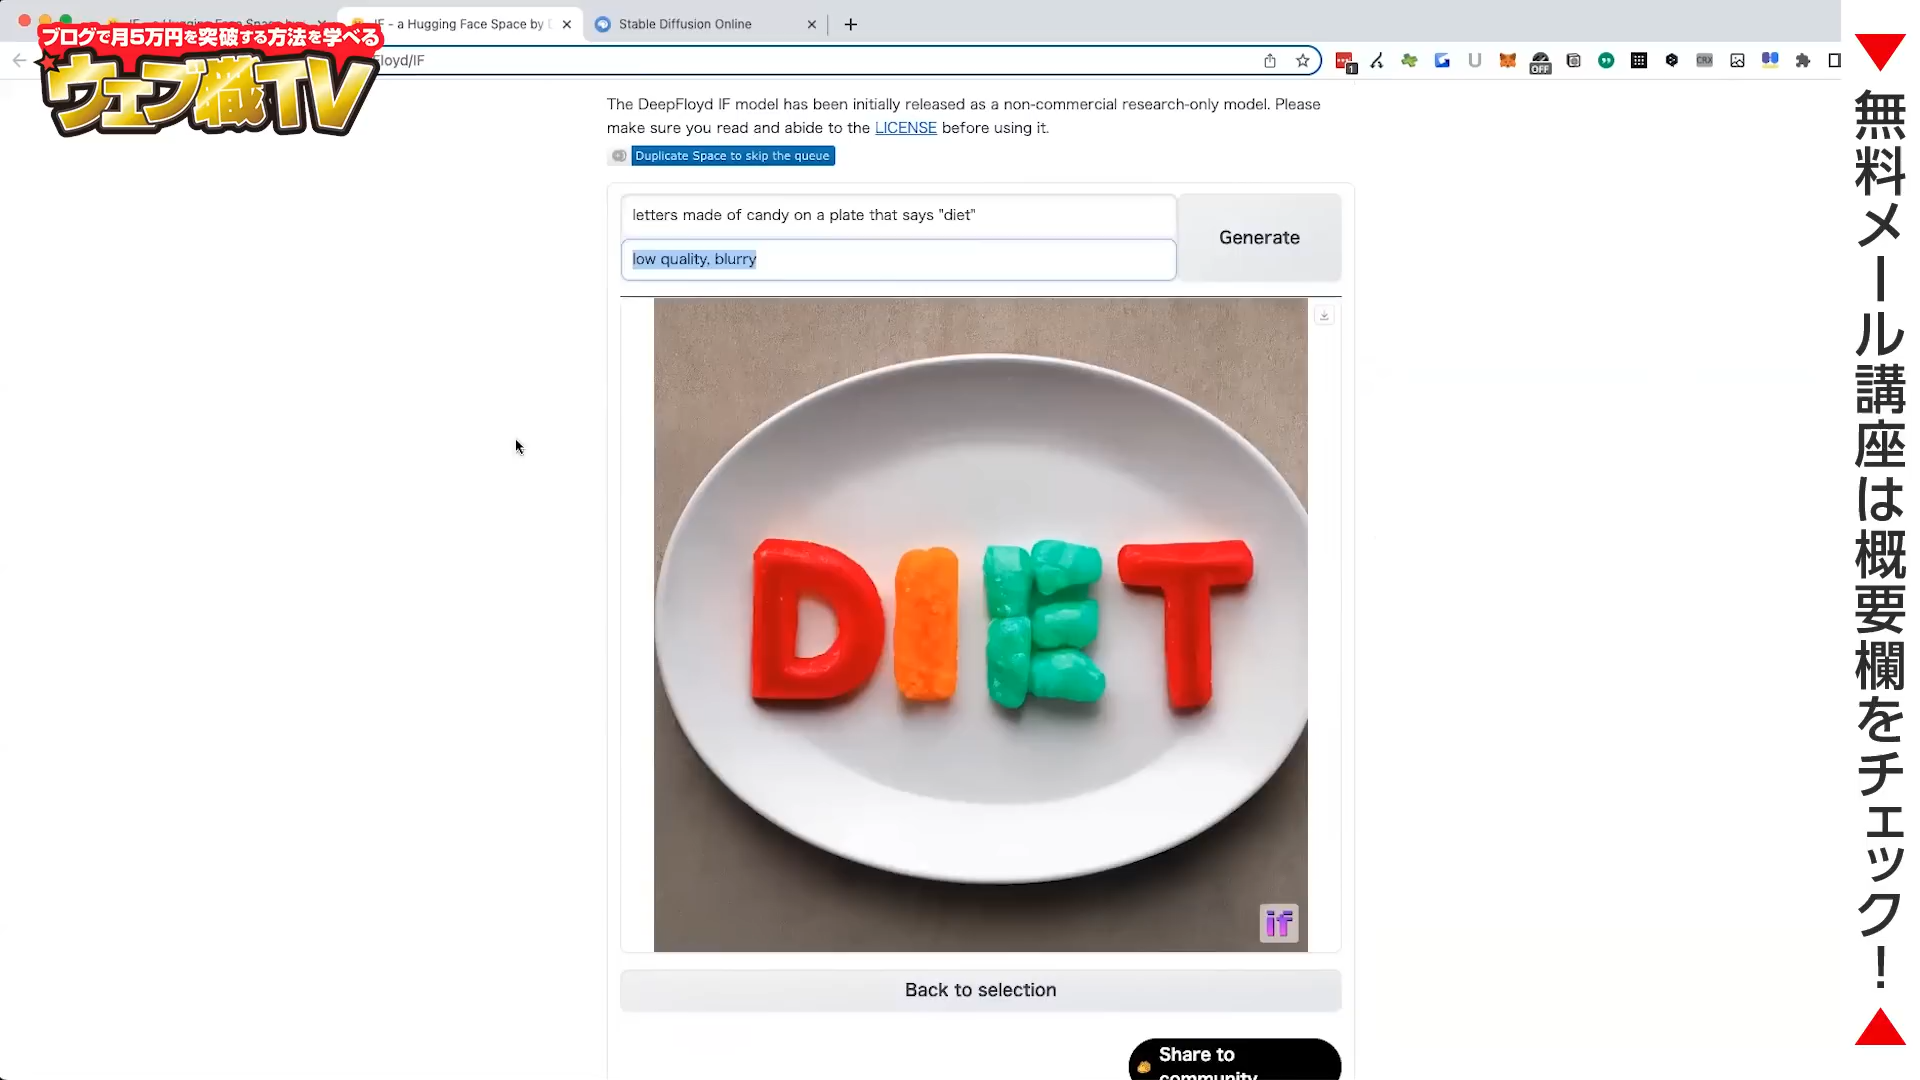 IF - a Hugging Face Space by D
Stable Diffusion Online
ブログで月5万円を突破する方法を学べる
ウェブ職TV
Floyd/IF
1
OFF
CRX
The DeepFloyd IF model has been initially released as a non-commercial research-only model. Please
make sure you read and abide to the LICENSE before using it.
Duplicate Space to skip the queue
letters made of candy on a plate that says "diet"
Generate
low quality, blurry
DIET
if
Back to selection
Share to
community
無料メール講座は概要欄をチェック！